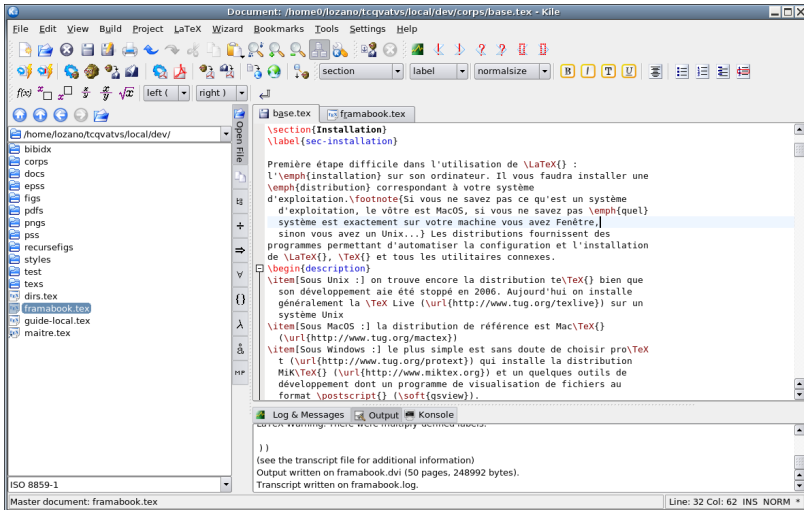 Document: /home0/lozano/tcqvatvs/local/dev/corps/base.tex - Kile
File Edit View Build Project LaTeX Wizard Bookmarks Tools Settings Help
section label normalsize B I T U
f(x) left ( right )
/home/lozano/tcqvatvs/local/dev/
bibidx
corps
docs
epss
figs
pdfs
pngs
pss
recursefigs
styles
test
texs
dirs.tex
framabook.tex
guide-local.tex
maitre.tex
ISO 8859-1
Open File
base.tex framabook.tex
\section{Installation}
\label{sec-installation}
Première étape difficile dans l'utilisation de \LaTeX{} :
l'\emph{installation} sur son ordinateur. Il vous faudra installer une
\emph{distribution} correspondant à votre système
d'exploitation.\footnote{Si vous ne savez pas ce qu'est un système
d'exploitation, le vôtre est MacOS, si vous ne savez pas \emph{quel}
système est exactement sur votre machine vous avez Fenêtre,
sinon vous avez un Unix...} Les distributions fournissent des
programmes permettant d'automatiser la configuration et l'installation
de \LaTeX{}, \TeX{} et tous les utilitaires connexes.
\begin{description}
\item[Sous Unix :] on trouve encore la distribution te\TeX{} bien que
son développement aie été stoppé en 2006. Aujourd'hui on installe
généralement la \TeX Live (\url{http://www.tug.org/texlive}) sur un
système Unix
\item[Sous MacOS :] la distribution de référence est Mac\TeX{}
(\url{http://www.tug.org/mactex})
\item[Sous Windows :] le plus simple est sans doute de choisir pro\TeX
t (\url{http://www.tug.org/protext}) qui installe la distribution
MiK\TeX{} (\url{http://www.miktex.org}) et un quelques outils de
développement dont un programme de visualisation de fichiers au
format \postscript{} (\soft{gsview}).
Log & Messages Output Konsole
LaTeX Warning: There were multiply-defined labels.
))
(see the transcript file for additional information)
Output written on framabook.dvi (50 pages, 248992 bytes).
Transcript written on framabook.log.
Master document: framabook.tex
Line: 32 Col: 62 INS NORM *